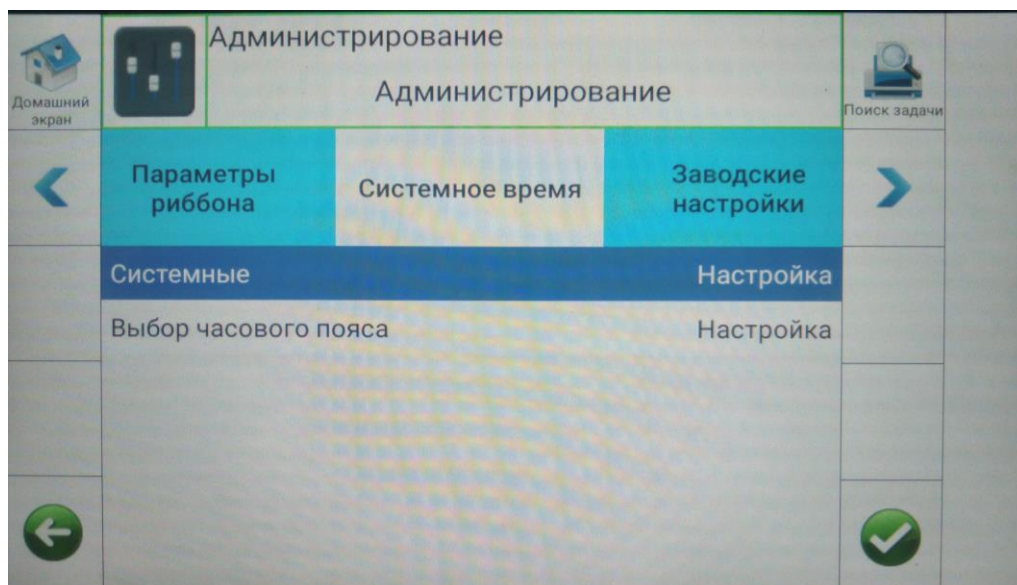 Администрирование
Администрирование
Домашний
экран
Поиск задачи
Параметры
риббона
Системное время
Заводские
настройки
Системные
Настройка
Выбор часового пояса
Настройка